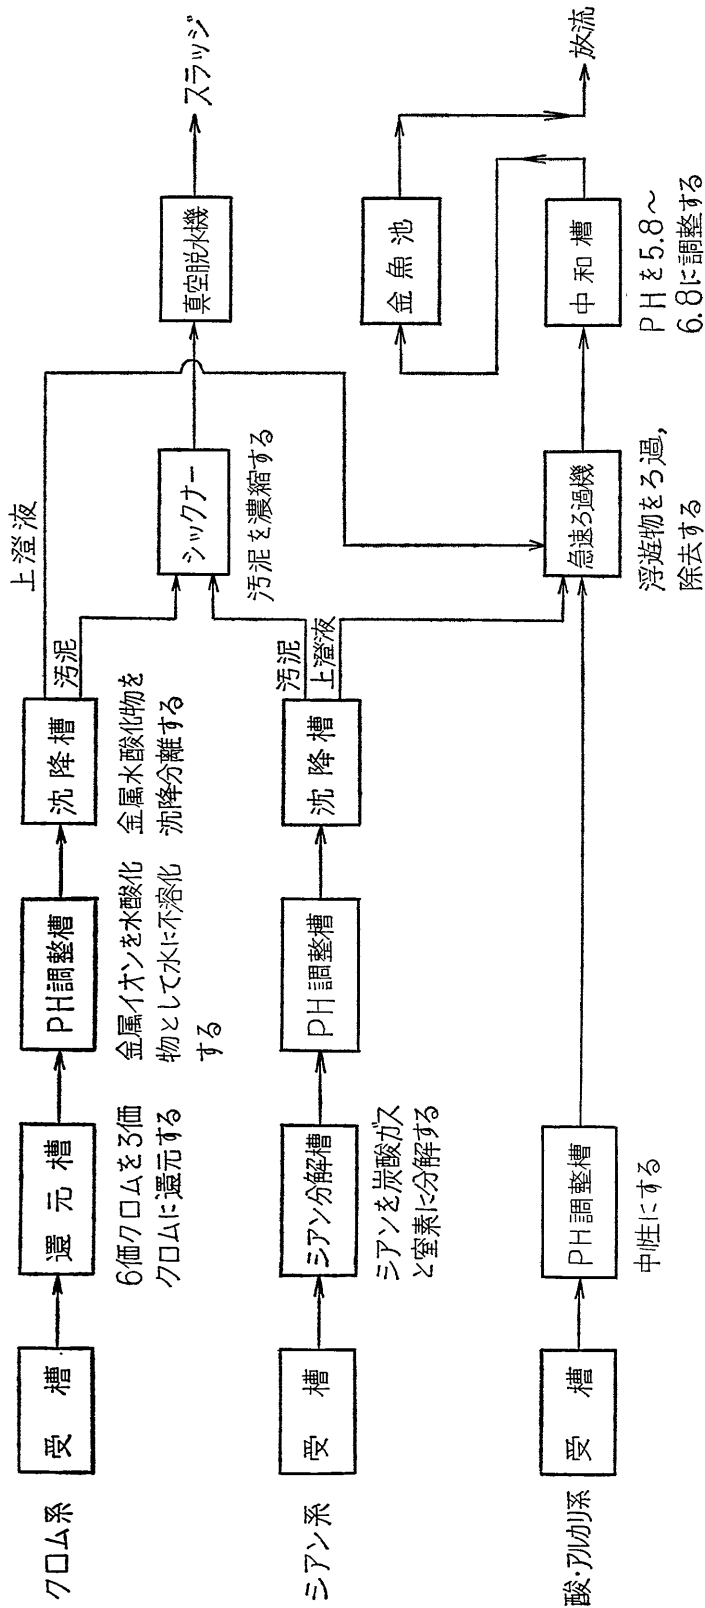 クロム系
受槽
還元槽
6価クロムを3価
クロムに還元する
PH調整槽
金属イオンを水酸化
物として水に不溶化
する
沈降槽
金属水酸化物を
沈降分離する
上澄液
汚泥
シックナー
汚泥を濃縮する
真空脱水機
スラッジ
シアン系
受槽
シアン分解槽
シアンを炭酸ガス
と窒素に分解する
PH調整槽
沈降槽
汚泥
上澄液
酸・アルカリ系
受槽
PH調整槽
中性にする
急速ろ過機
浮遊物をろ過,
除去する
中和槽
PHを5.8～
6.8に調整する
金魚池
放流